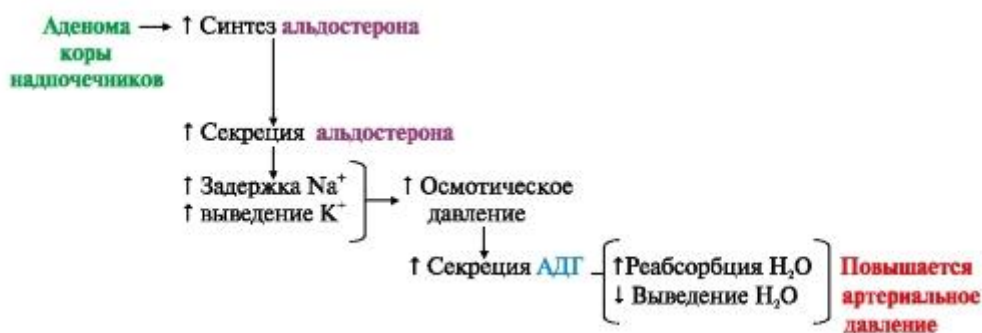 Аденома
коры
надпочечников
↑ Синтез альдостерона
↑ Секреция альдостерона
↑ Задержка Na⁺
↑ выведение K⁺
↑ Осмотическое
давление
↑ Секреция АДГ
↑Реабсорбция H₂O
↓ Выведение H₂O
Повышается
артериальное
давление